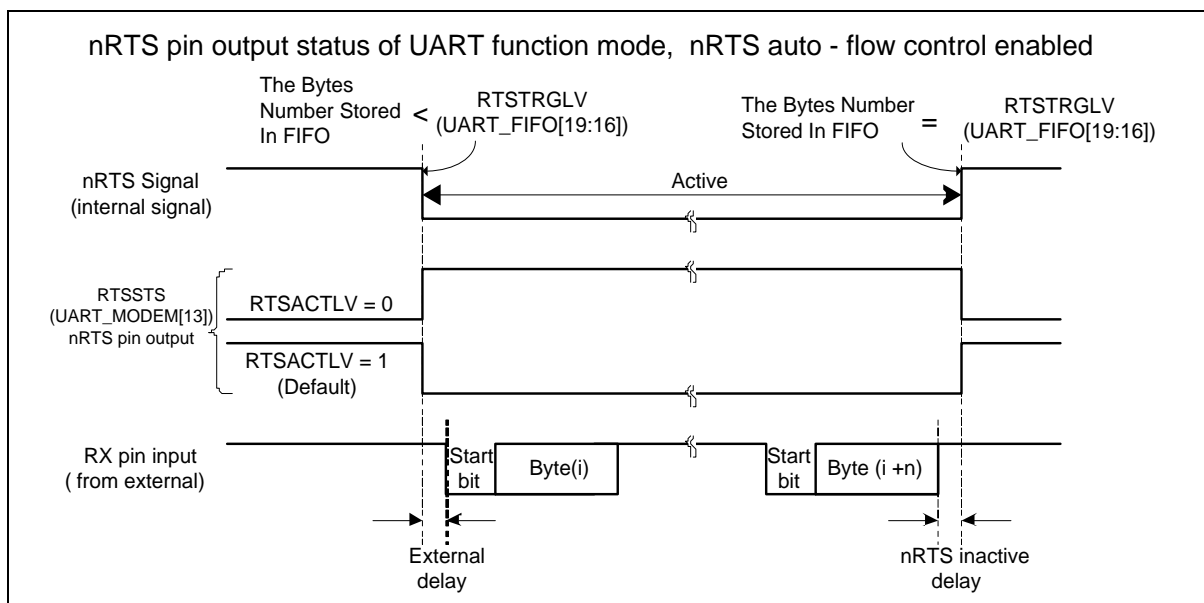 nRTS pin output status of UART function mode, nRTS auto - flow control enabled
The Bytes
Number Stored
In FIFO
<
RTSTRGLV
(UART_FIFO[19:16])
The Bytes Number
Stored In FIFO
=
RTSTRGLV
(UART_FIFO[19:16])
nRTS Signal
(internal signal)
Active
RTSSTS
(UART_MODEM[13])
nRTS pin output
RTSACTLV = 0
RTSACTLV = 1
(Default)
RX pin input
( from external)
Start
bit
Byte(i)
Start
bit
Byte (i +n)
External
delay
nRTS inactive
delay